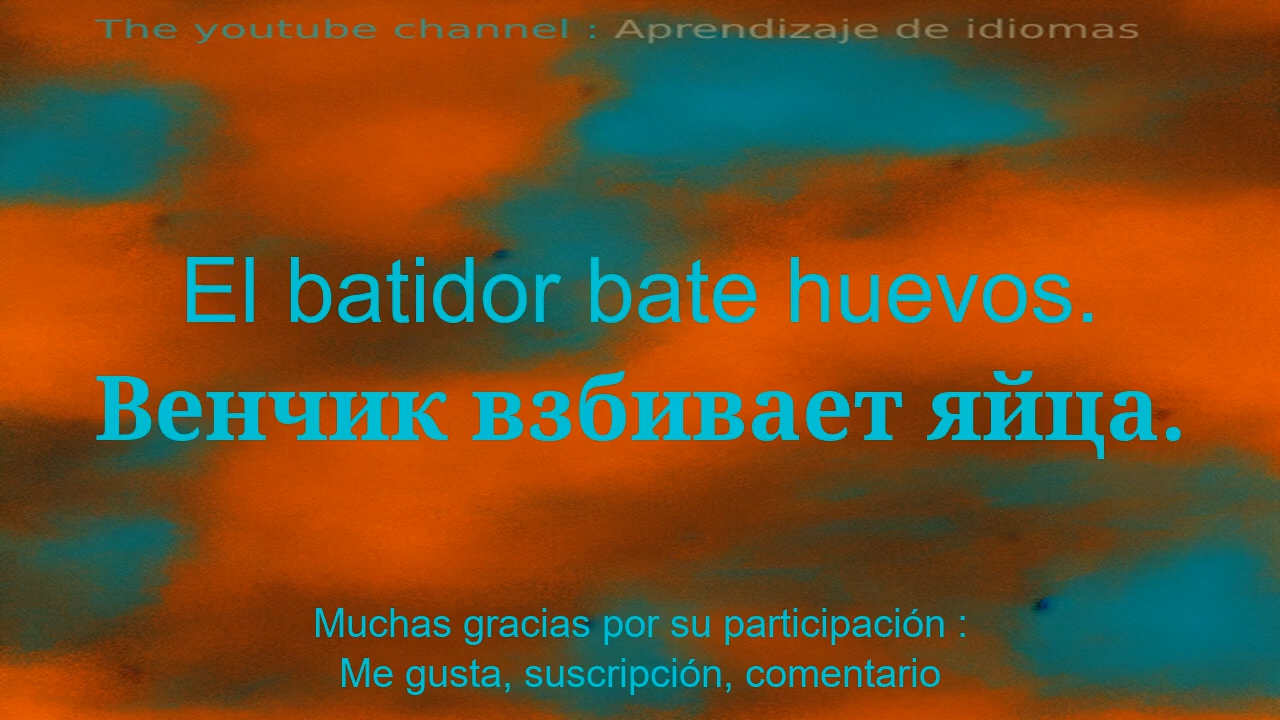 The youtube channel : Aprendizaje de idiomas
El batidor bate huevos.
Венчик взбивает яйца.
Muchas gracias por su participación :
Me gusta, suscripción, comentario